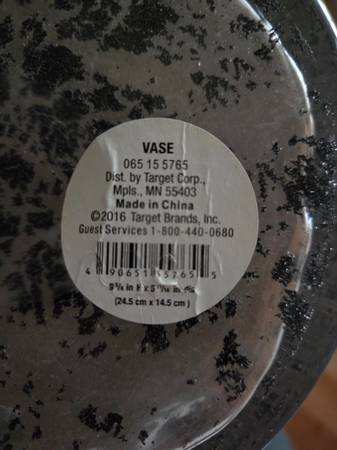 VASE
065 15 5765
Dist. by Target Corp.,
Mpls., MN 55403
Made in China
©2016 Target Brands, Inc.
Guest Services 1-800-440-0680
5
(24.5 cm x 14.5 cm)